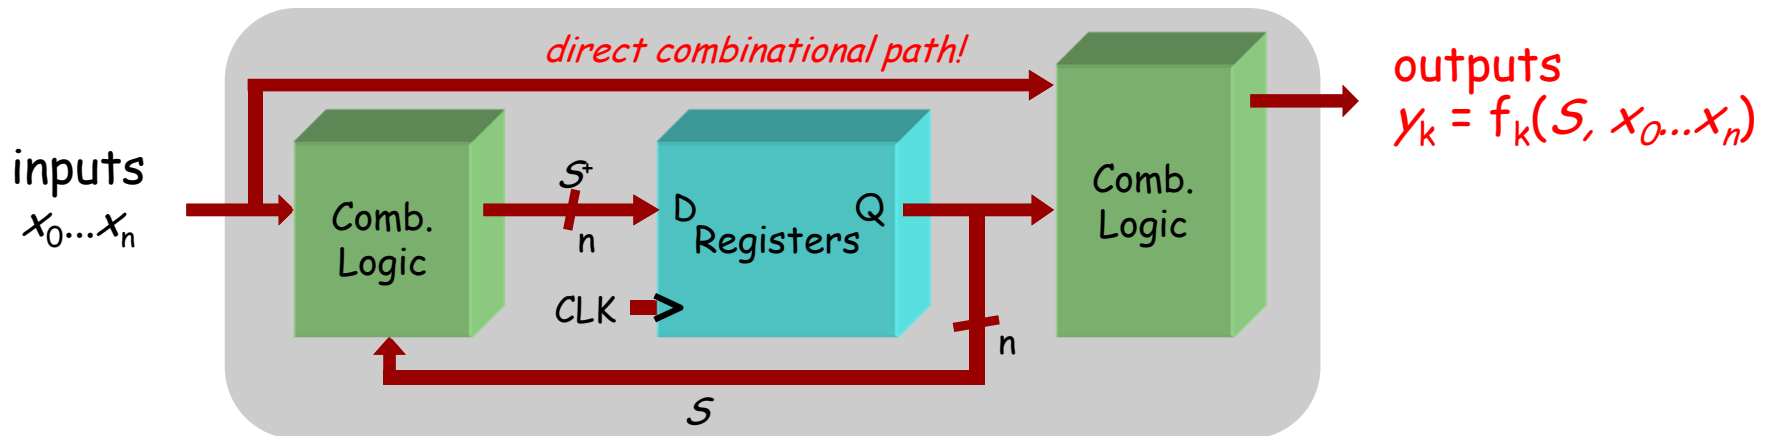 direct combinational path!
outputs
yₖ = fₖ(S, x₀...xₙ)
inputs
x₀...xₙ
Comb.
Logic
S⁺
n
D
Q
Registers
CLK
Comb.
Logic
n
S